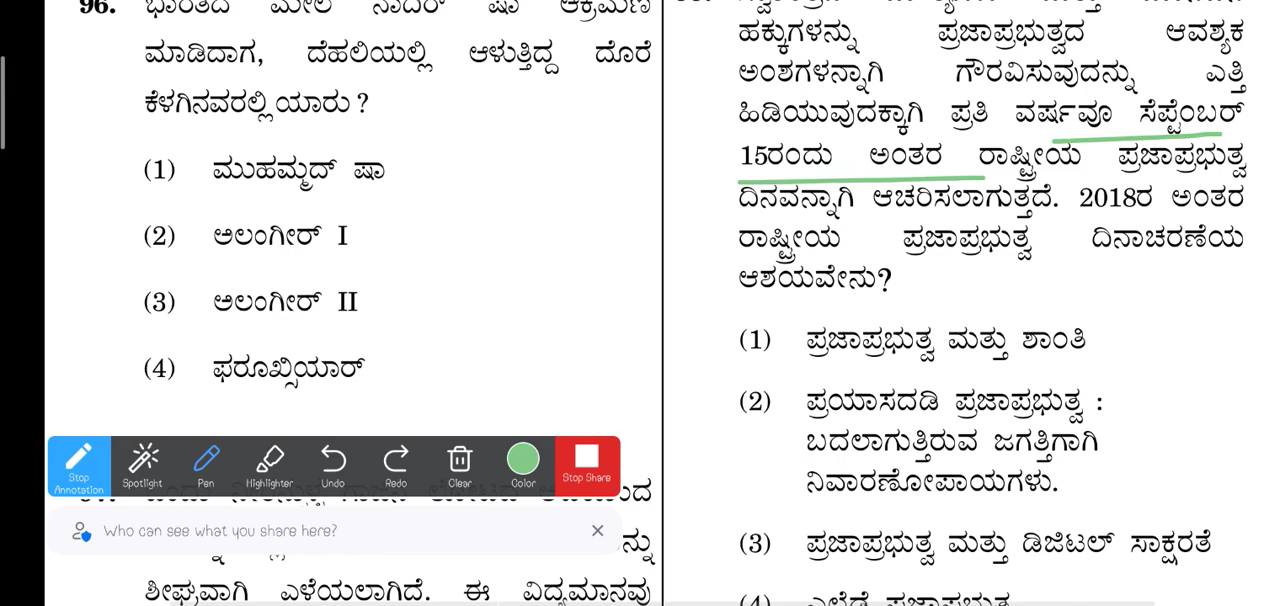 96. ಭಾರತದ ಮೇಲೆ ನಾದಿರ್ ಷಾ ಆಕ್ರಮಣ
ಮಾಡಿದಾಗ, ದೆಹಲಿಯಲ್ಲಿ ಆಳುತ್ತಿದ್ದ ದೊರೆ
ಕೆಳಗಿನವರಲ್ಲಿ ಯಾರು ?
(1) ಮುಹಮ್ಮದ್ ಷಾ
(2) ಅಲಂಗೀರ್ I
(3) ಅಲಂಗೀರ್ II
(4) ಫರೂಖ್ಸಿಯಾರ್
Stop Annotation
Spotlight
Pen
Highlighter
Undo
Redo
Clear
Color
Stop Share
Who can see what you share here?
ಶೀಘ್ರವಾಗಿ ಎಳೆಯಲಾಗಿದೆ. ಈ ವಿದ್ಯಮಾನವು
ಹಕ್ಕುಗಳನ್ನು ಪ್ರಜಾಪ್ರಭುತ್ವದ ಆವಶ್ಯಕ
ಅಂಶಗಳನ್ನಾಗಿ ಗೌರವಿಸುವುದನ್ನು ಎತ್ತಿ
ಹಿಡಿಯುವುದಕ್ಕಾಗಿ ಪ್ರತಿ ವರ್ಷವೂ ಸೆಪ್ಟೆಂಬರ್
15ರಂದು ಅಂತರ ರಾಷ್ಟ್ರೀಯ ಪ್ರಜಾಪ್ರಭುತ್ವ
ದಿನವನ್ನಾಗಿ ಆಚರಿಸಲಾಗುತ್ತದೆ. 2018ರ ಅಂತರ
ರಾಷ್ಟ್ರೀಯ ಪ್ರಜಾಪ್ರಭುತ್ವ ದಿನಾಚರಣೆಯ
ಆಶಯವೇನು?
(1) ಪ್ರಜಾಪ್ರಭುತ್ವ ಮತ್ತು ಶಾಂತಿ
(2) ಪ್ರಯಾಸದಡಿ ಪ್ರಜಾಪ್ರಭುತ್ವ :
ಬದಲಾಗುತ್ತಿರುವ ಜಗತ್ತಿಗಾಗಿ
ನಿವಾರಣೋಪಾಯಗಳು.
(3) ಪ್ರಜಾಪ್ರಭುತ್ವ ಮತ್ತು ಡಿಜಿಟಲ್ ಸಾಕ್ಷರತೆ
(4) ಎಲ್ಲೆಡೆ ಪ್ರಜಾಪ್ರಭುತ್ವ